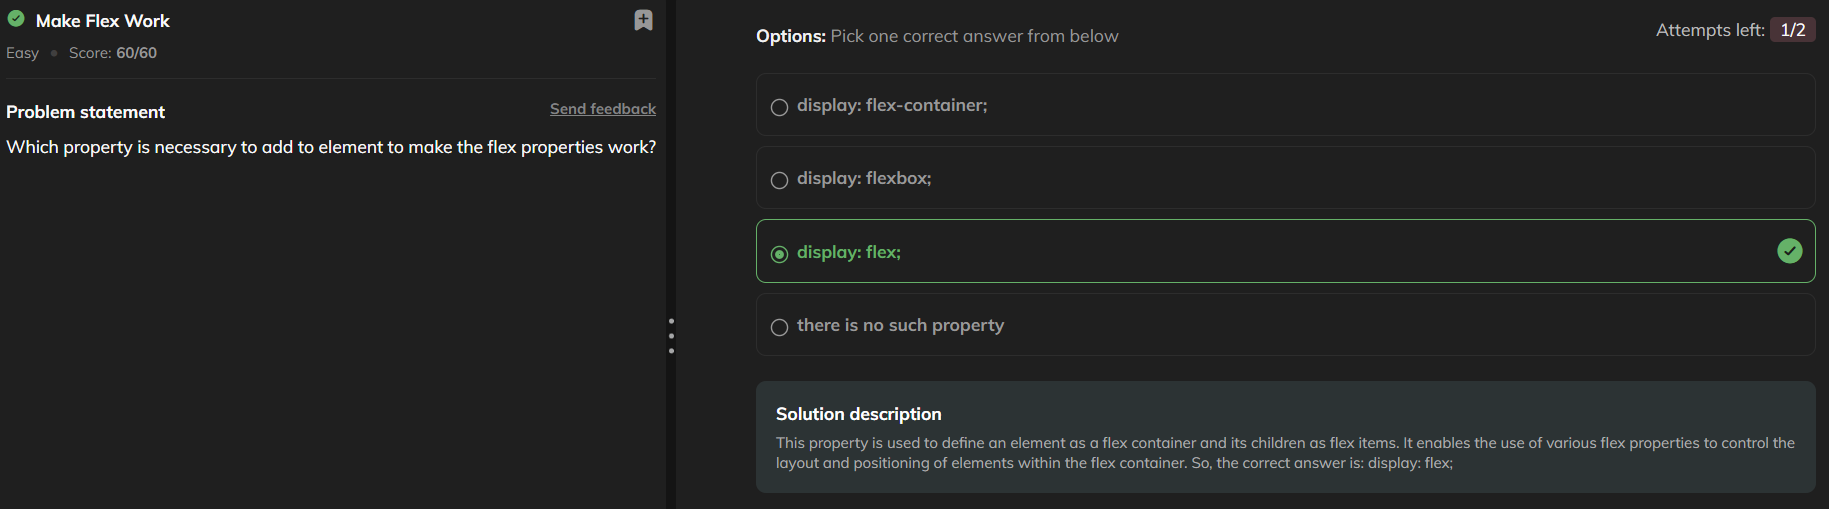 Make Flex Work
Easy • Score: 60/60
Problem statement
Send feedback
Which property is necessary to add to element to make the flex properties work?
Options: Pick one correct answer from below
Attempts left: 1/2
display: flex-container;
display: flexbox;
display: flex;
there is no such property
Solution description
This property is used to define an element as a flex container and its children as flex items. It enables the use of various flex properties to control the
layout and positioning of elements within the flex container. So, the correct answer is: display: flex;